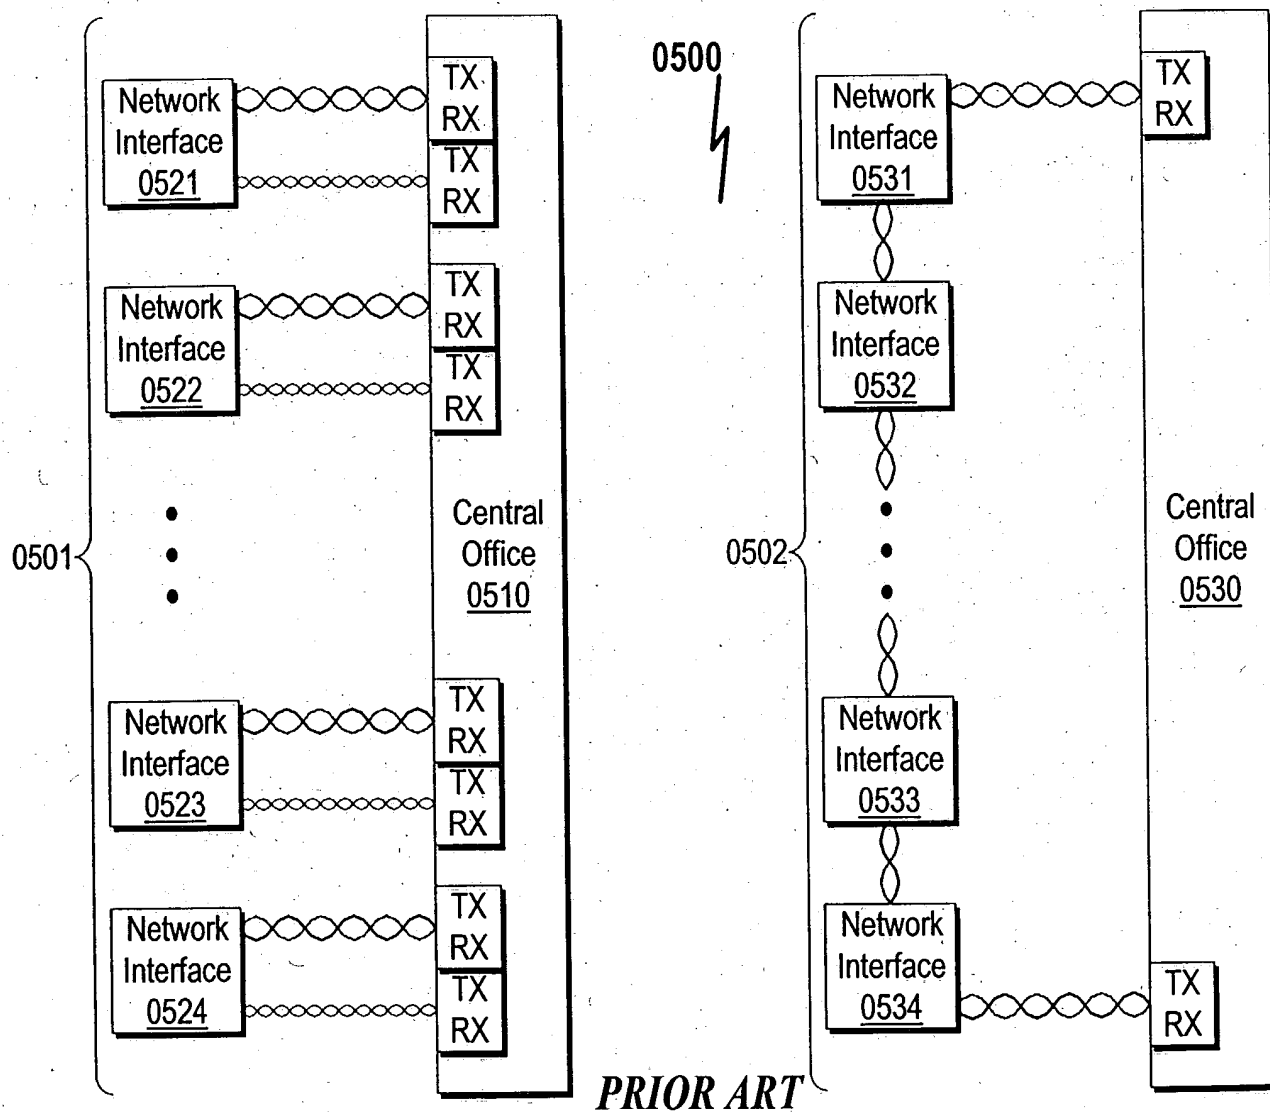 0500
0501
Network
Interface
0521
TX
RX
TX
RX
Network
Interface
0522
TX
RX
TX
RX
Central
Office
0510
Network
Interface
0523
TX
RX
TX
RX
Network
Interface
0524
TX
RX
TX
RX
0502
Network
Interface
0531
TX
RX
Network
Interface
0532
Central
Office
0530
Network
Interface
0533
Network
Interface
0534
TX
RX
PRIOR ART